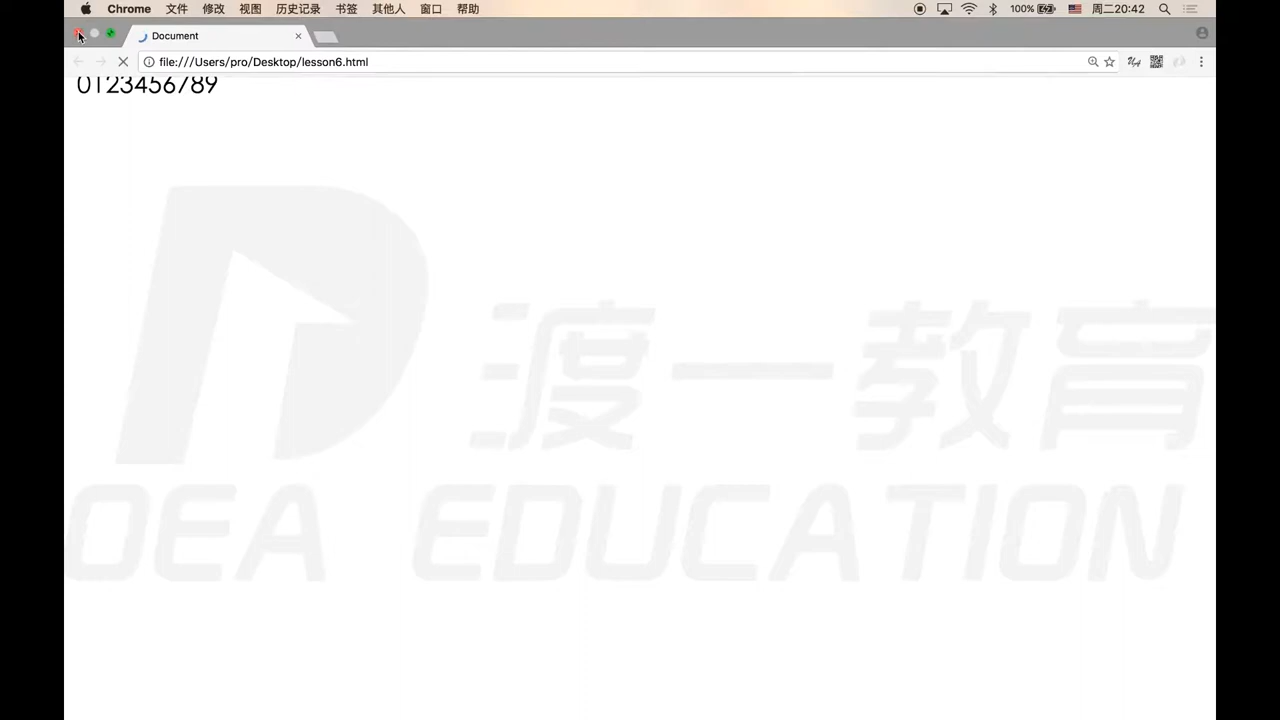 Chrome 文件 修改 视图 历史记录 书签 其他人 窗口 帮助 100% 周二20:42
Document
file:///Users/pro/Desktop/lesson6.html
0123456789
渡一教育
DEA EDUCATION